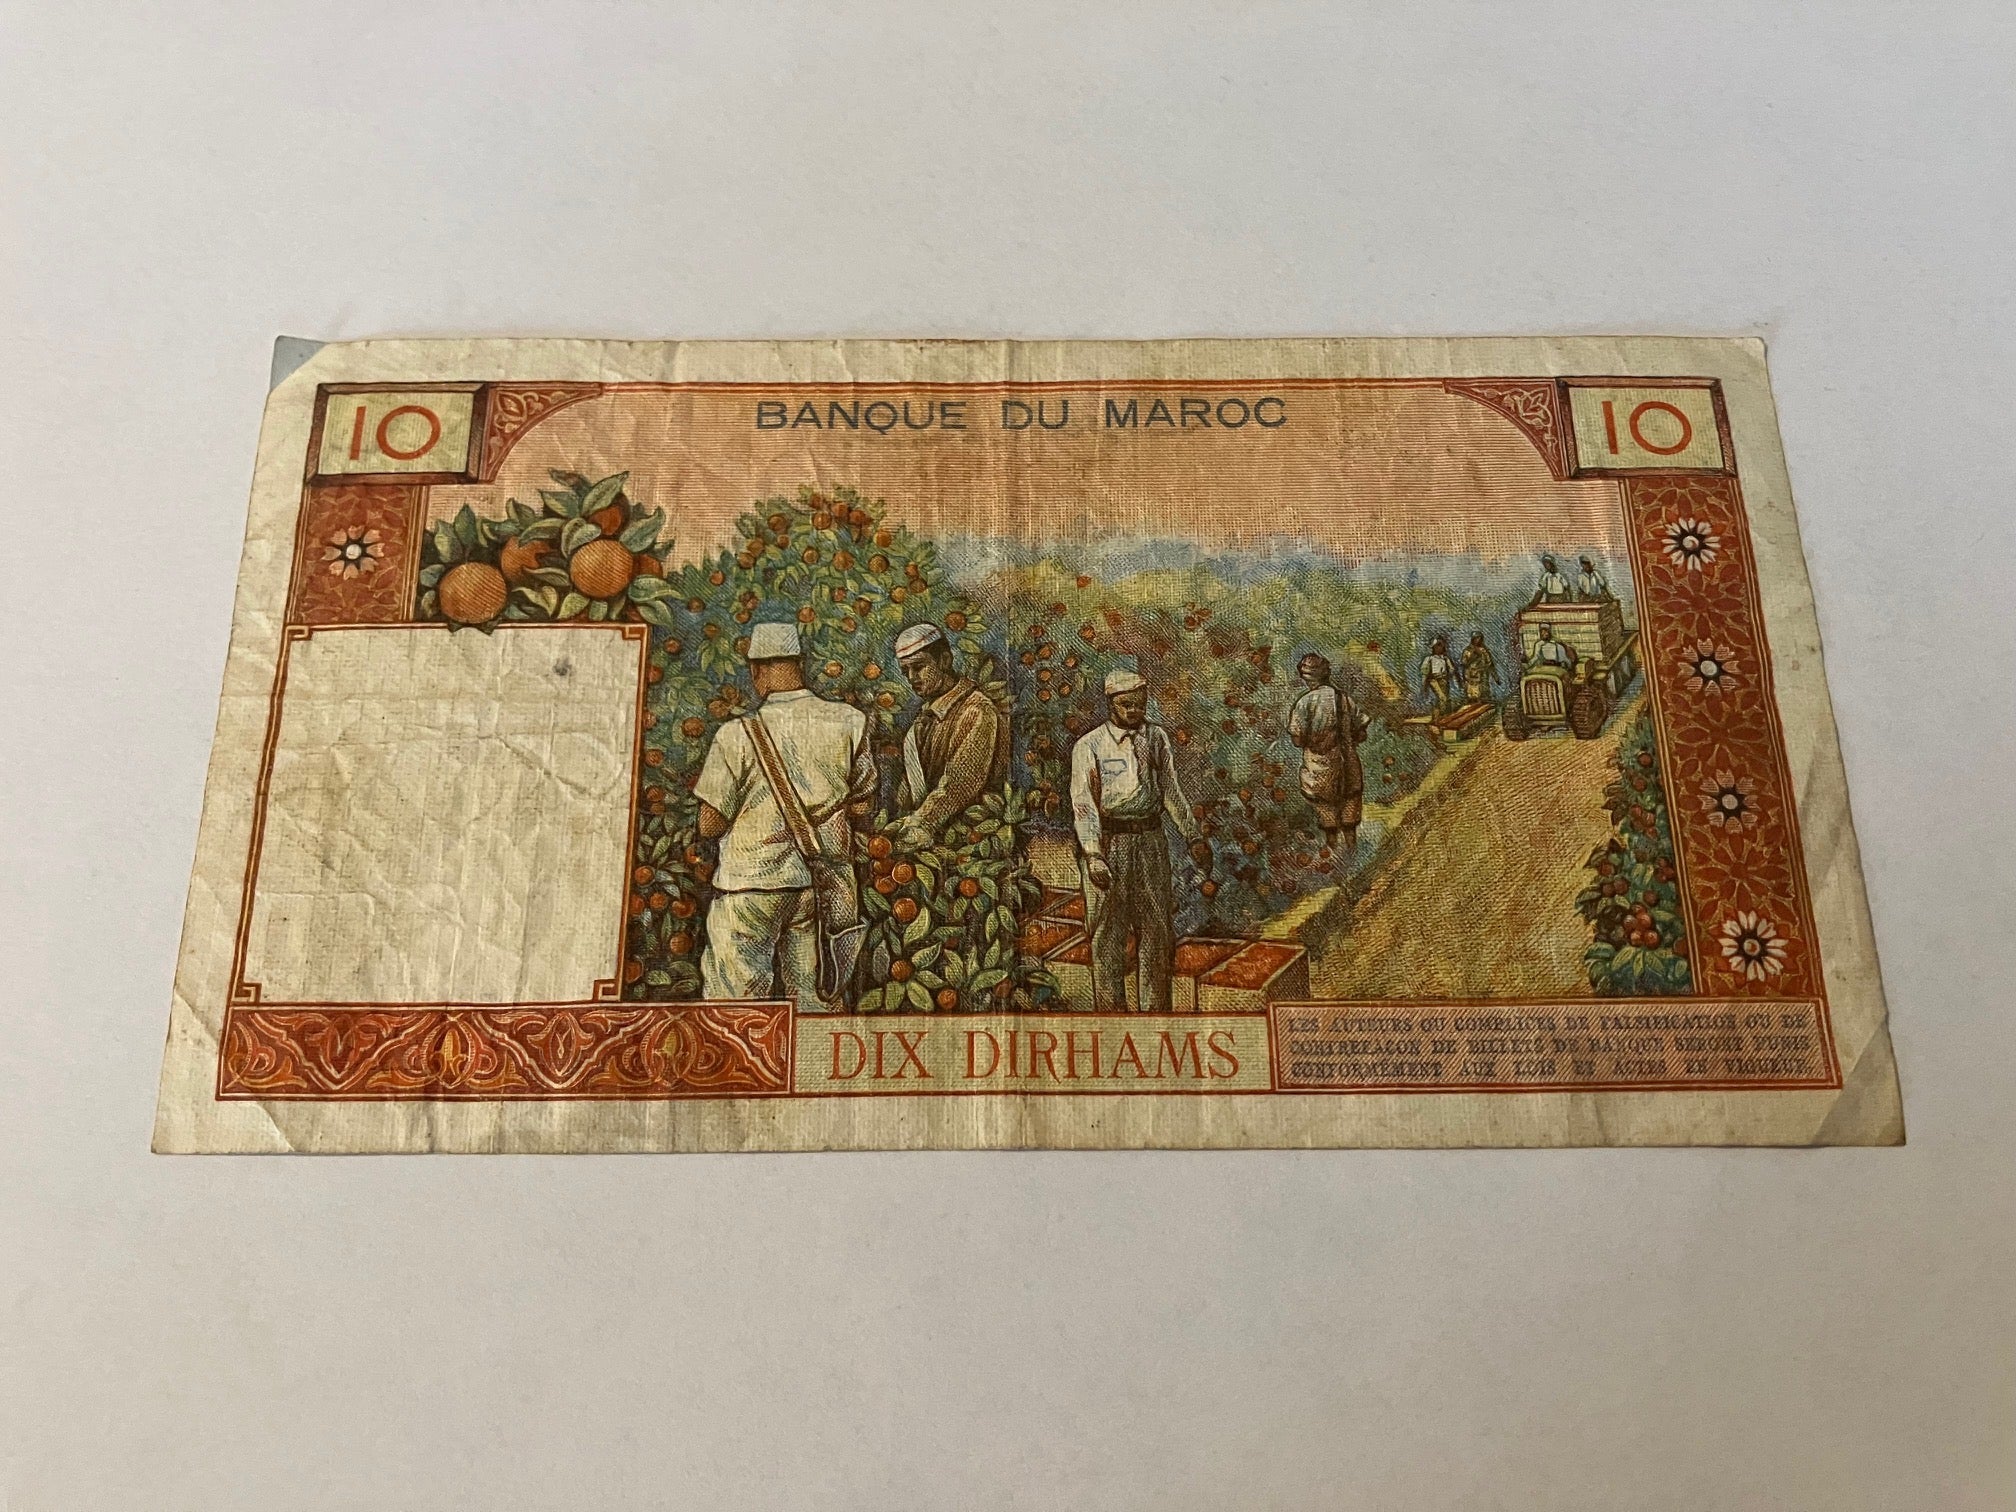 10
BANQUE DU MAROC
10
DIX DIRHAMS
LES AUTEURS OU COMPLICES DE FALSIFICATION OU DE
CONTREFAÇON DE BILLETS DE BANQUE SERONT PUNIS
CONFORMÉMENT AUX LOIS ET ACTES EN VIGUEUR.